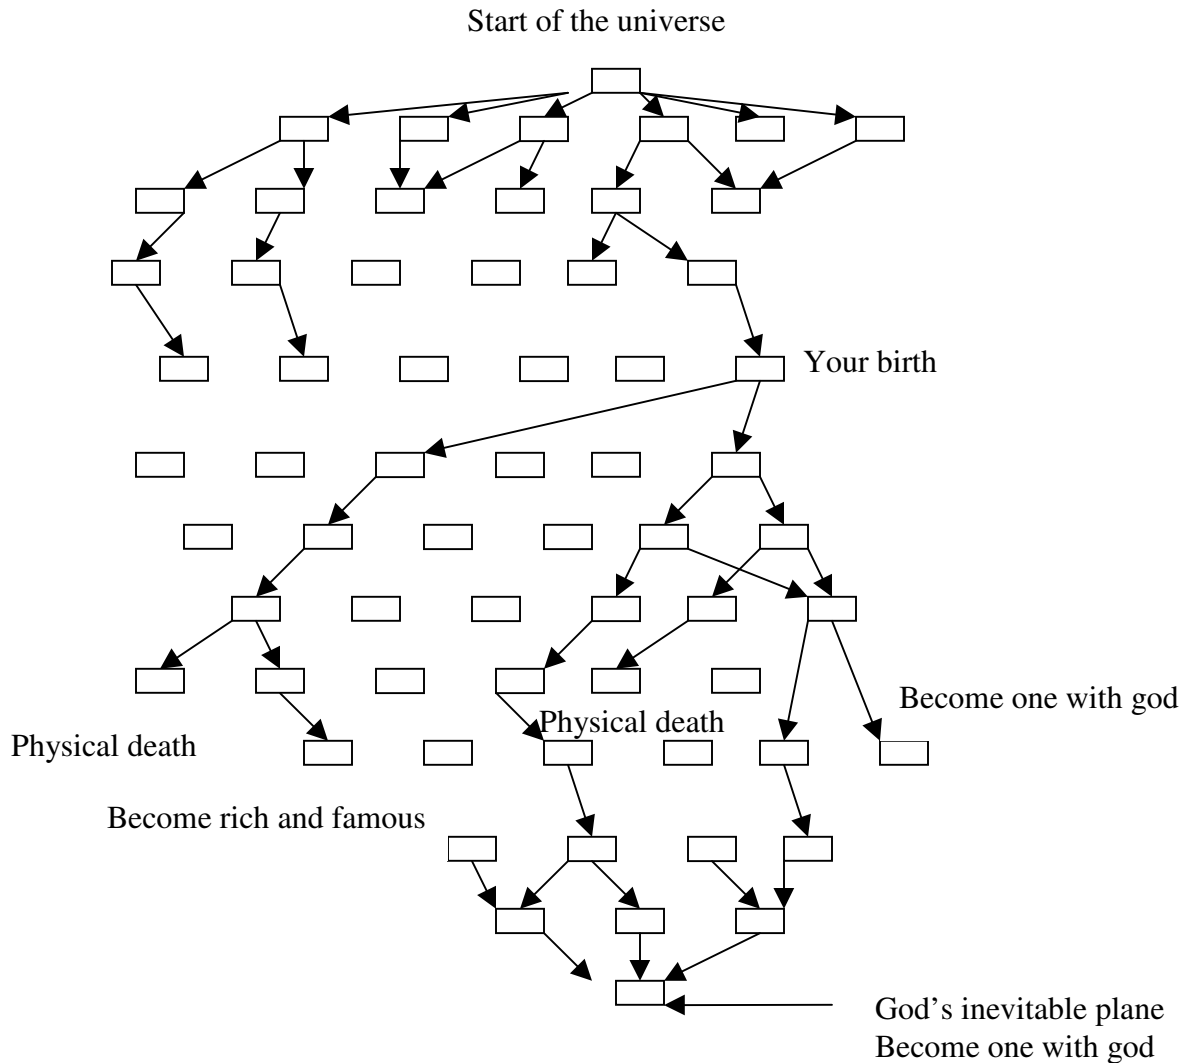 Start of the universe
Your birth
Become one with god
Physical death
Physical death
Become rich and famous
God’s inevitable plane
Become one with god